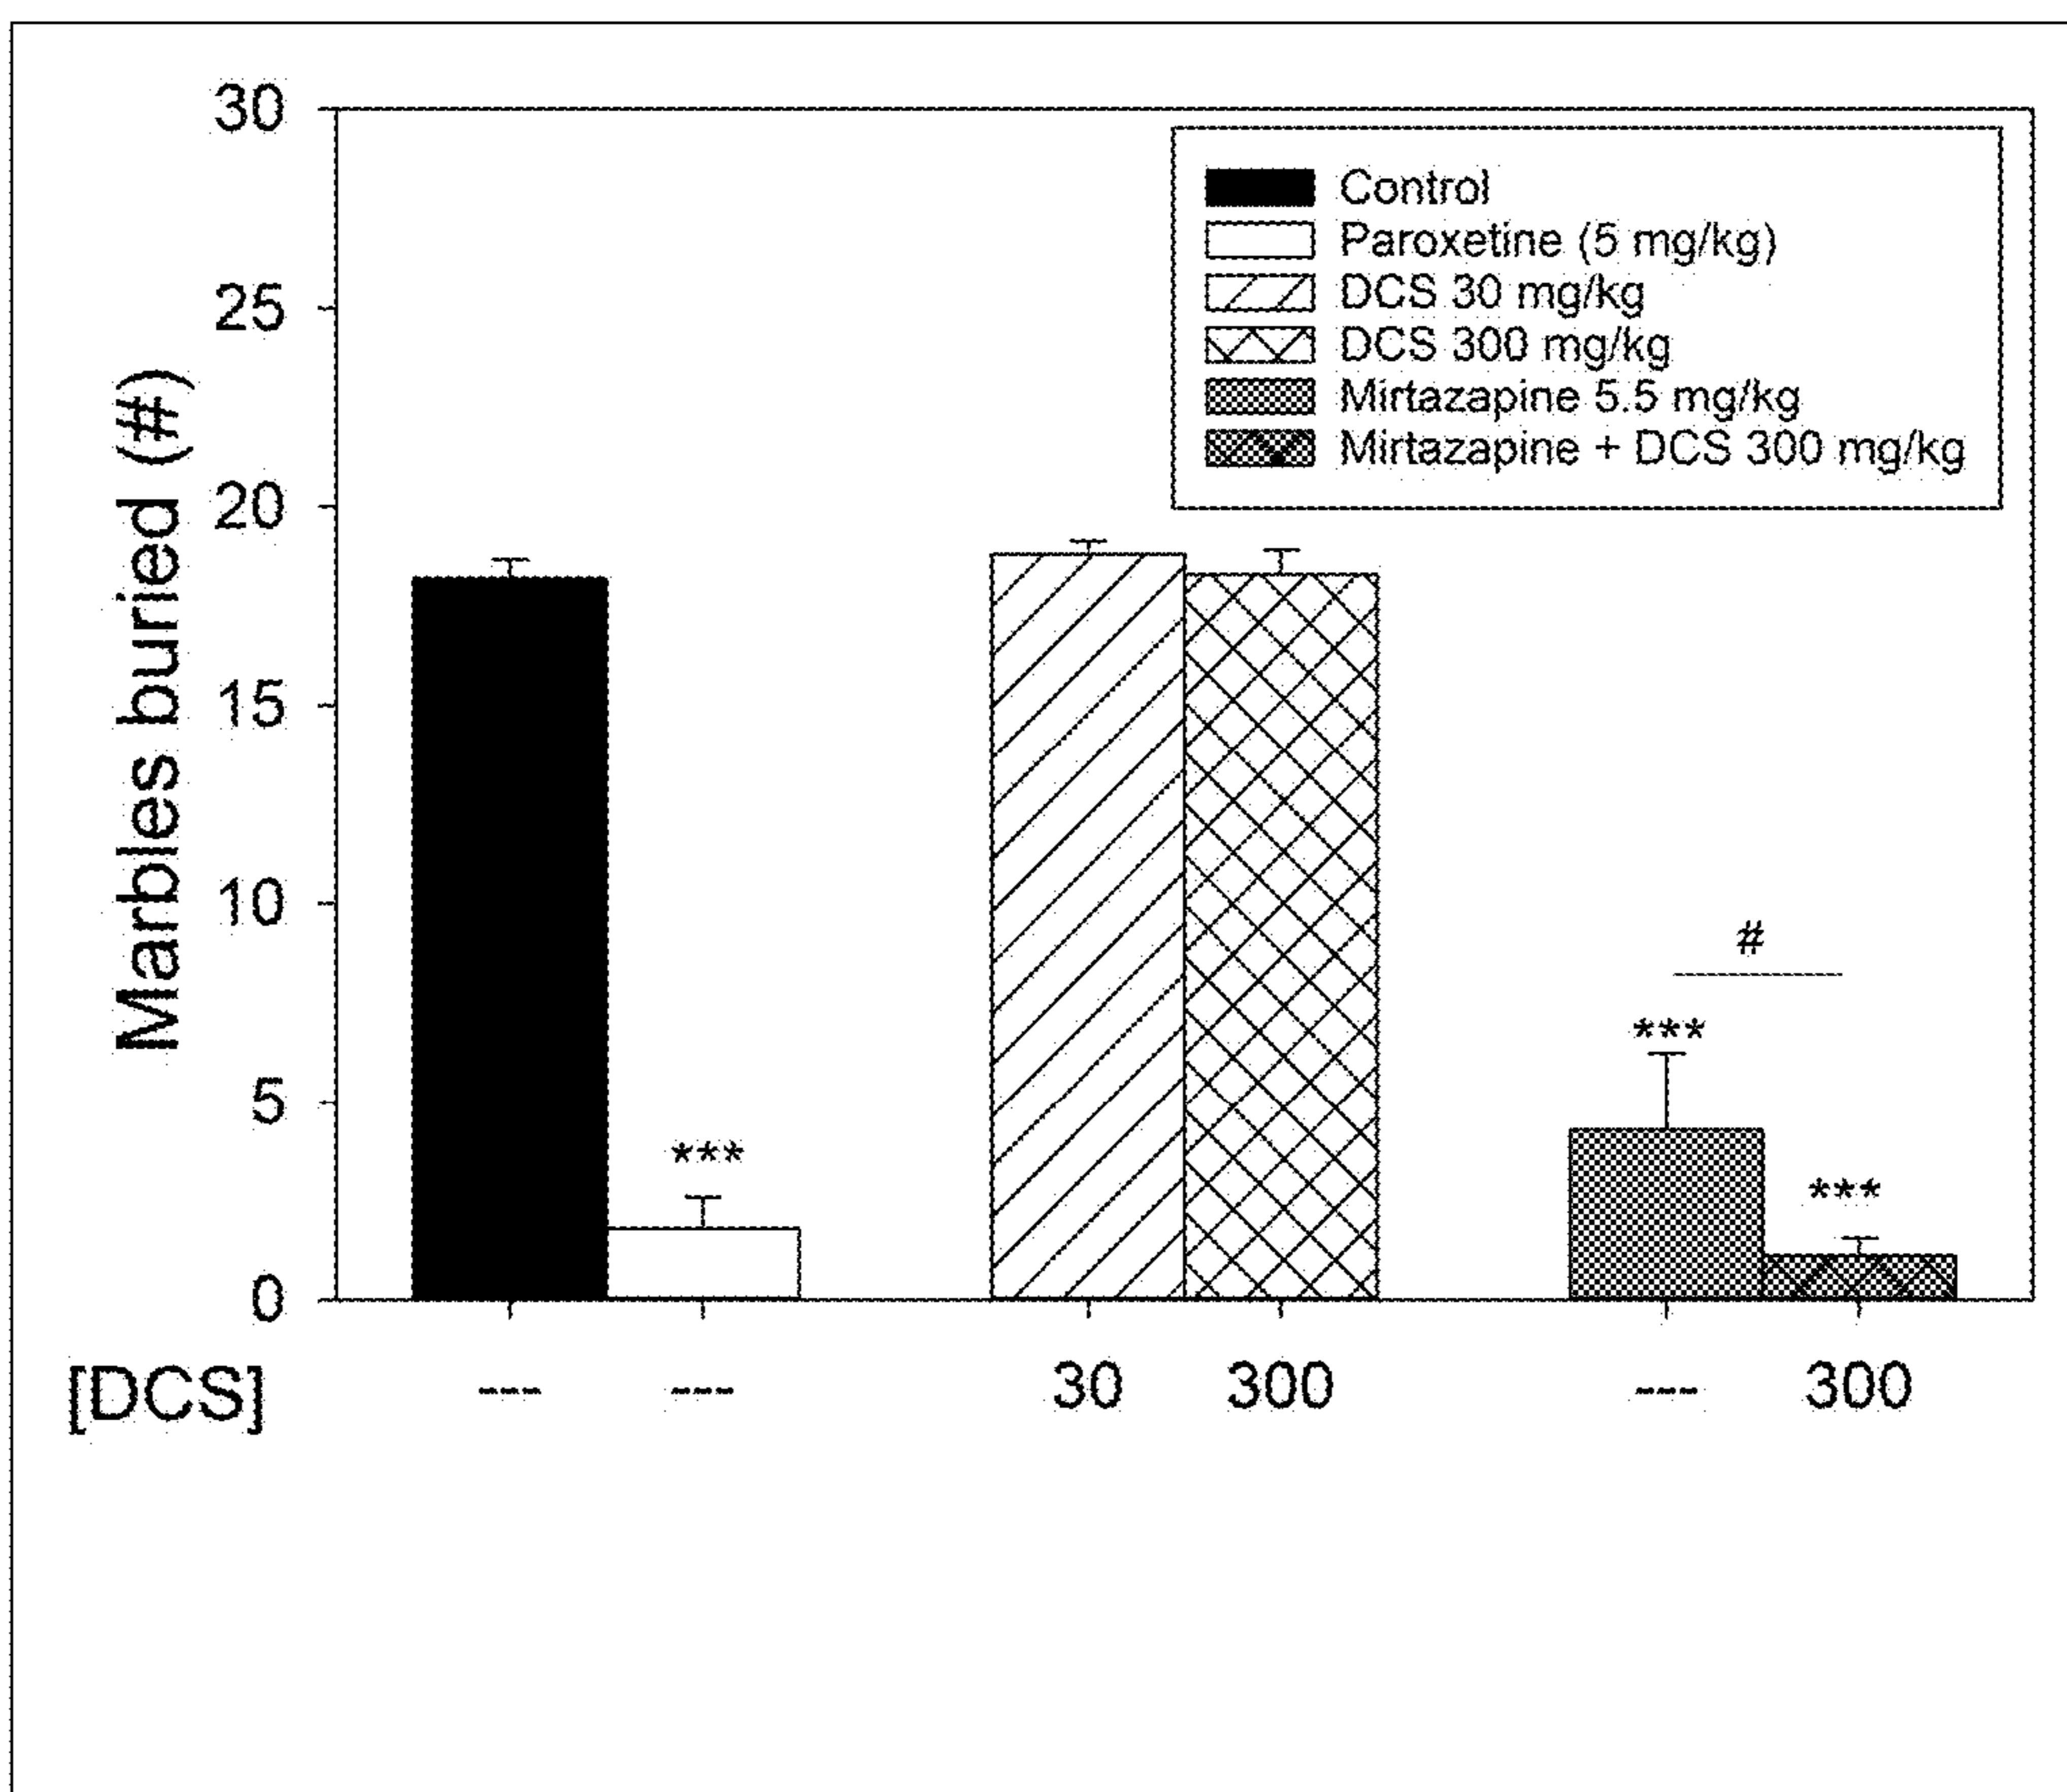 Marbles buried (#)
30
25
20
15
10
5
0
Control
Paroxetine (5 mg/kg)
DCS 30 mg/kg
DCS 300 mg/kg
Mirtazapine 5.5 mg/kg
Mirtazapine + DCS 300 mg/kg
***
#
***
***
[DCS] --- --- 30 300 --- 300